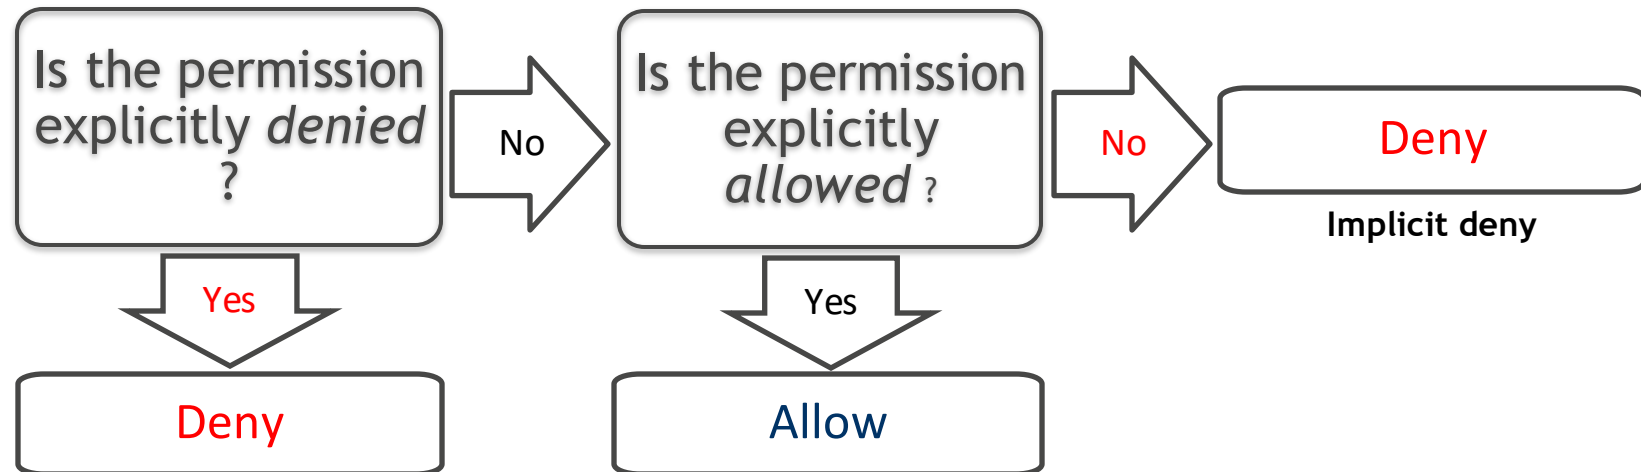 Is the permission
explicitly denied
?
No
Is the permission
explicitly
allowed ?
No
Deny
Implicit deny
Yes
Yes
Deny
Allow